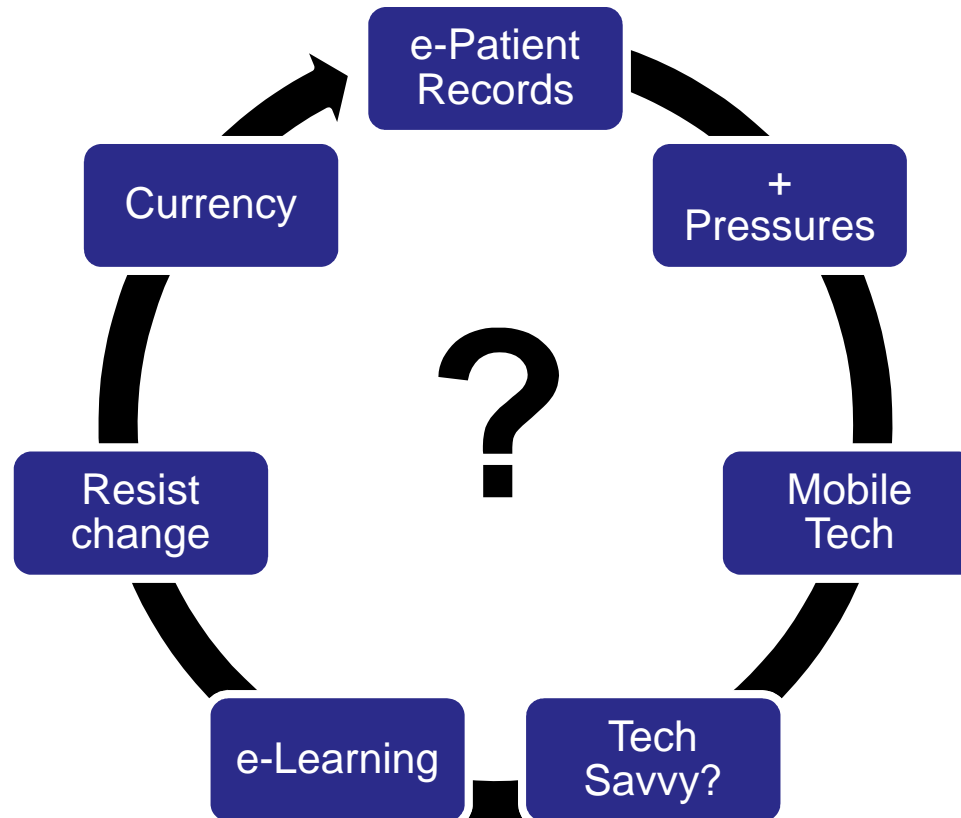 e-Patient
Records
+
Pressures
Mobile
Tech
Tech
Savvy?
e-Learning
Resist
change
Currency
?